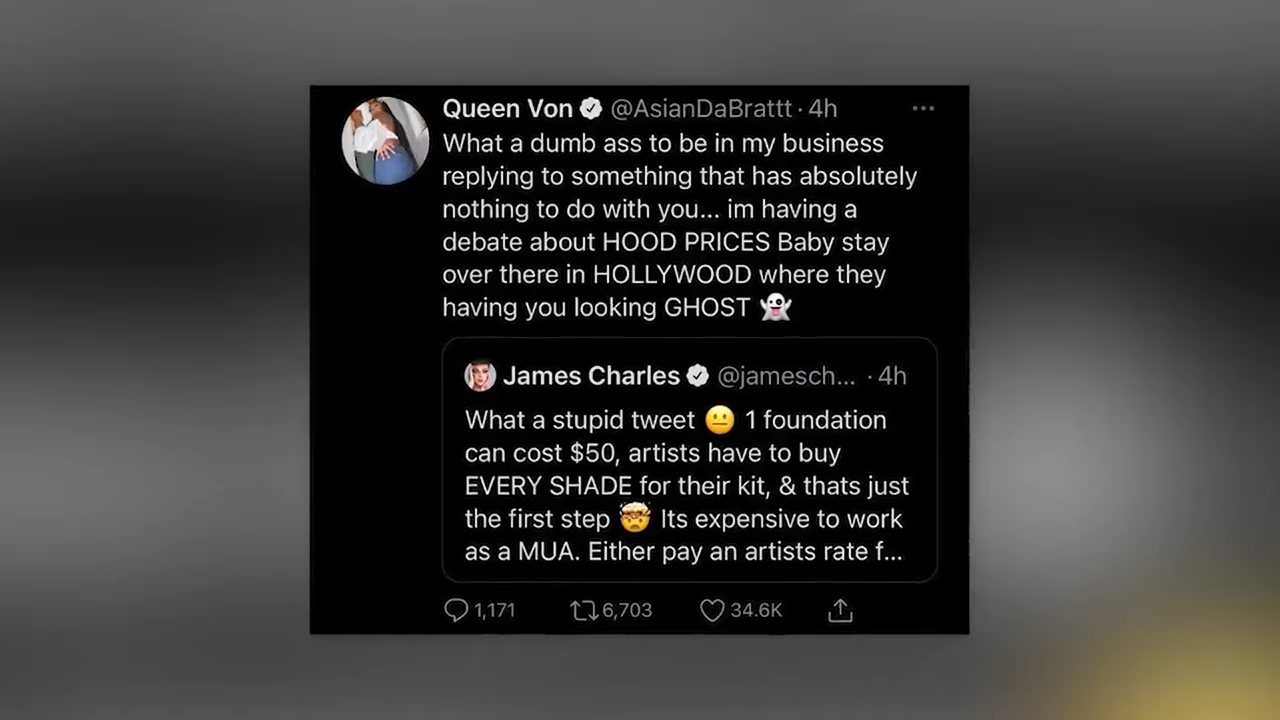 Queen Von @AsianDaBrattt · 4h
What a dumb ass to be in my business
replying to something that has absolutely
nothing to do with you... im having a
debate about HOOD PRICES Baby stay
over there in HOLLYWOOD where they
having you looking GHOST 👻
James Charles @jamesch... · 4h
What a stupid tweet 😐 1 foundation
can cost $50, artists have to buy
EVERY SHADE for their kit, & thats just
the first step 🤯 Its expensive to work
as a MUA. Either pay an artists rate f...
1,171 6,703 34.6K